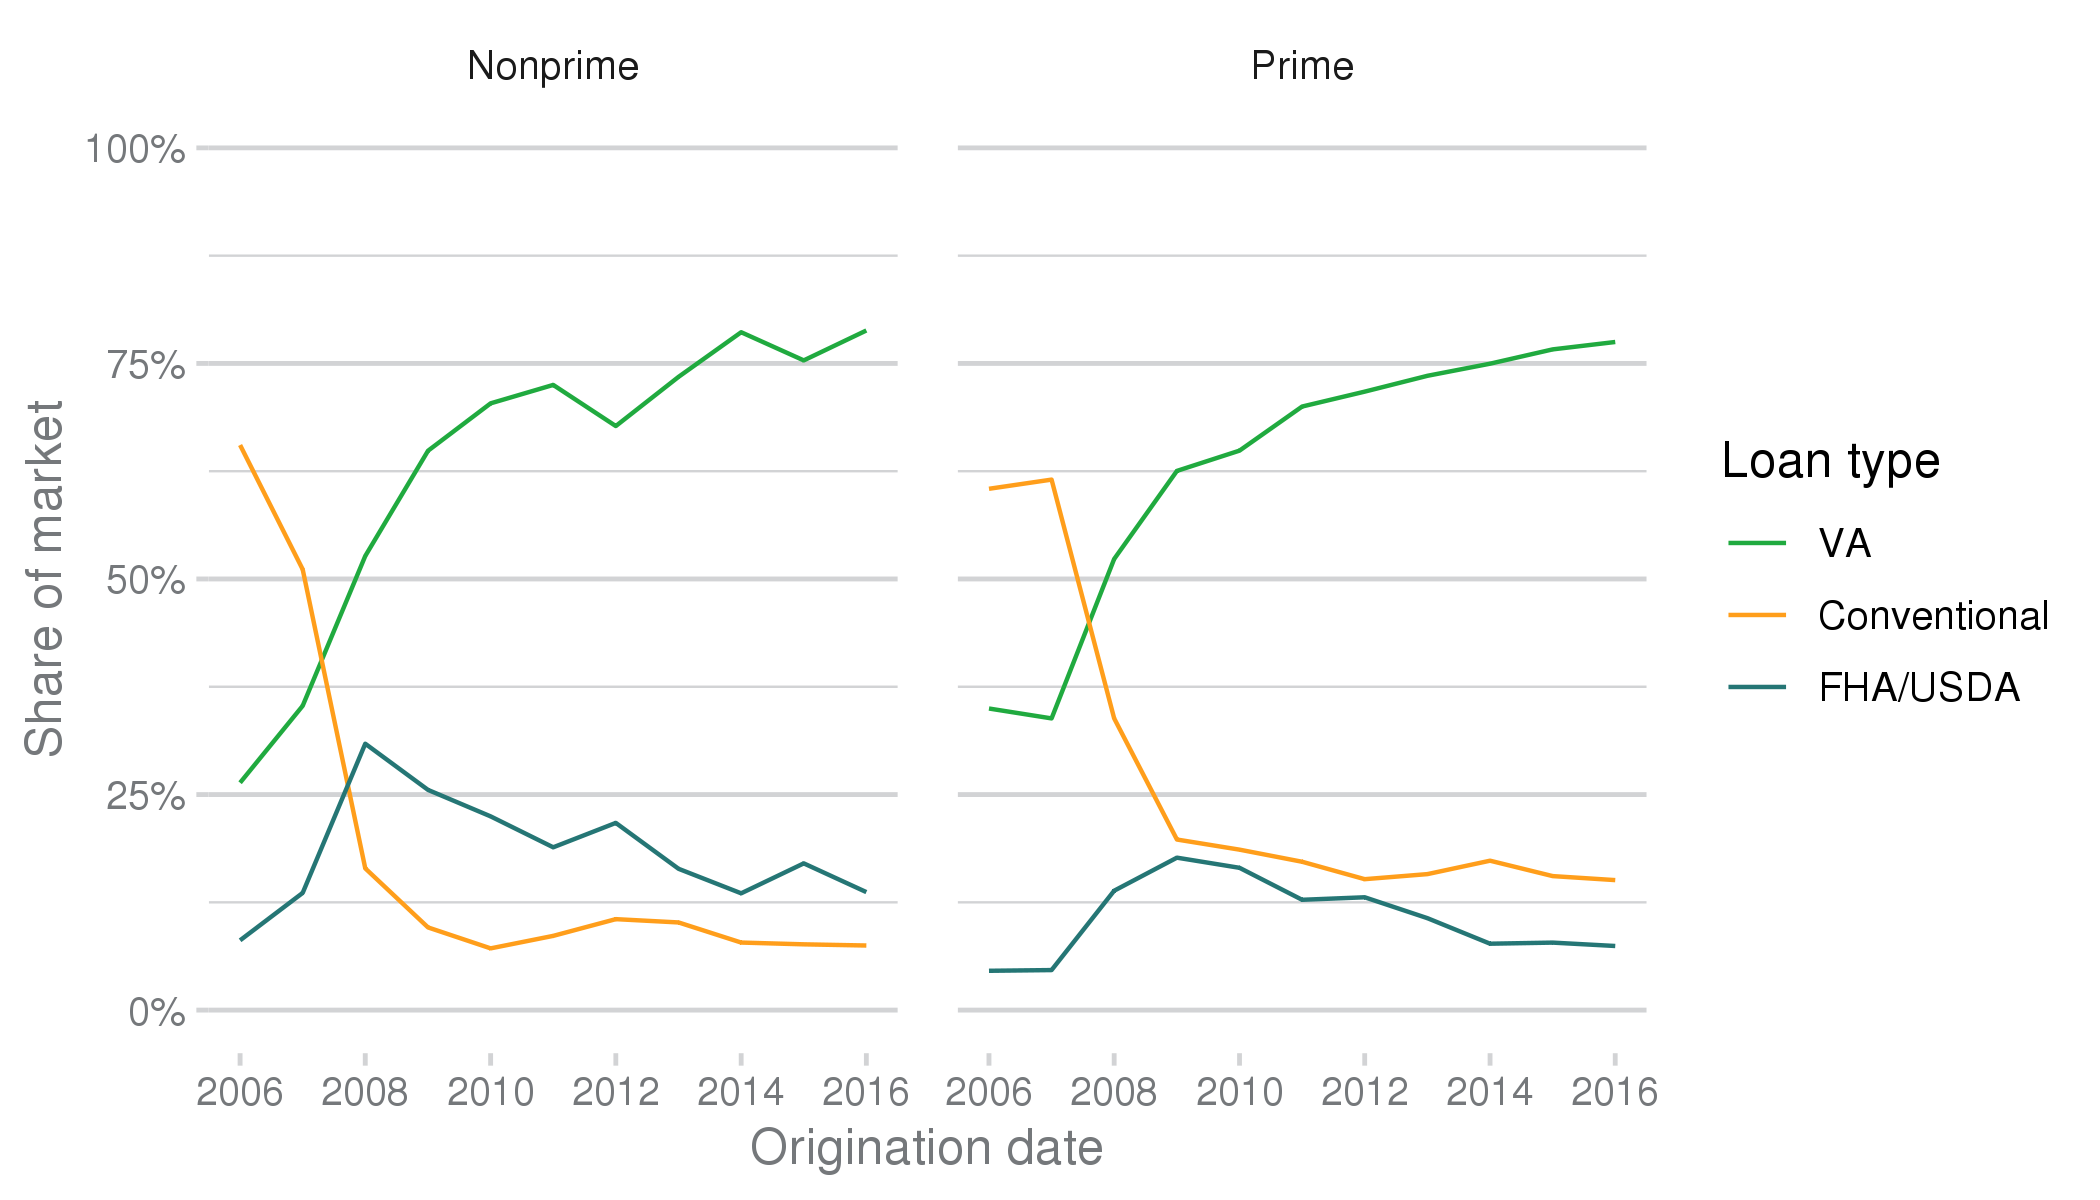 Nonprime
Prime
100%
75%
50%
25%
0%
Share of market
2006 2008 2010 2012 2014 2016
2006 2008 2010 2012 2014 2016
Origination date
Loan type
VA
Conventional
FHA/USDA